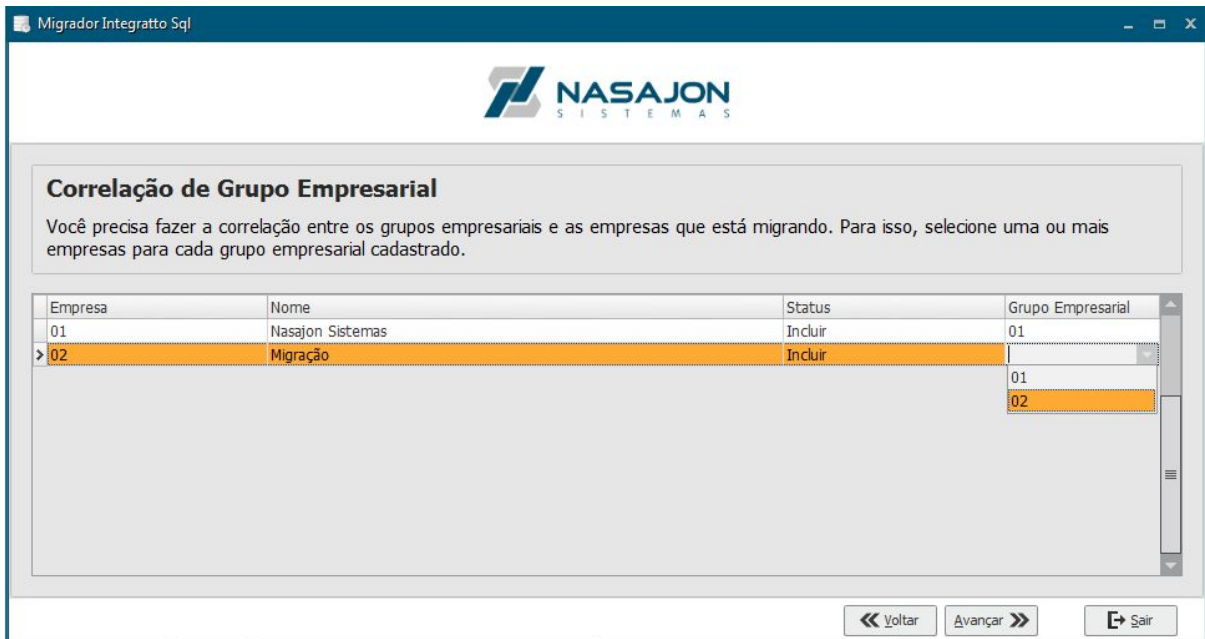 Migrador Integratto Sql
NASAJON
SISTEMAS
Correlação de Grupo Empresarial
Você precisa fazer a correlação entre os grupos empresariais e as empresas que está migrando. Para isso, selecione uma ou mais
empresas para cada grupo empresarial cadastrado.
Empresa Nome Status Grupo Empresarial
01 Nasajon Sistemas Incluir 01
02 Migração Incluir
01
02
Voltar Avançar Sair